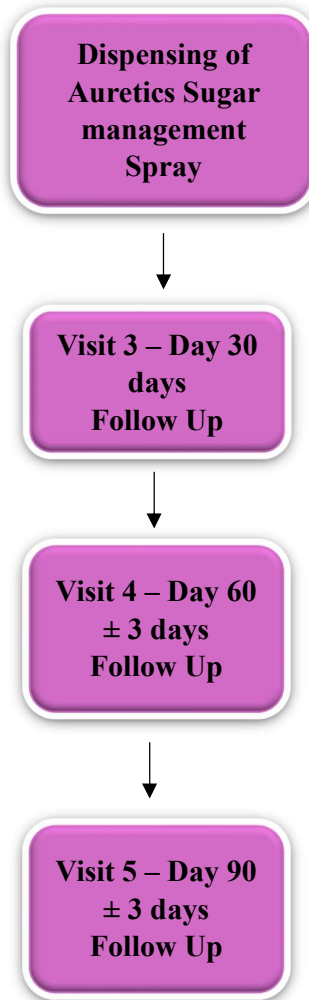 Dispensing of
Auretics Sugar
management
Spray
Visit 3 – Day 30
days
Follow Up
Visit 4 – Day 60
± 3 days
Follow Up
Visit 5 – Day 90
± 3 days
Follow Up